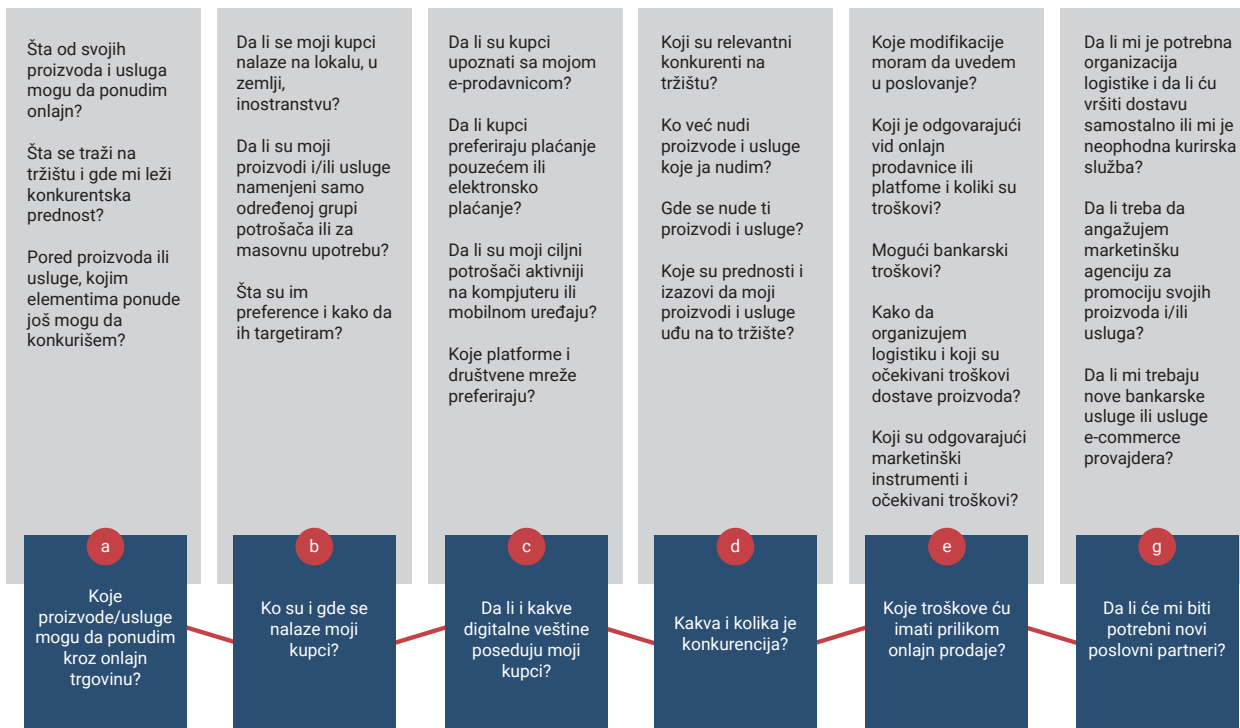 Šta od svojih
proizvoda i usluga
mogu da ponudim
onlajn?
Šta se traži na
tržištu i gde mi leži
konkurentska
prednost?
Pored proizvoda ili
usluge, kojim
elementima ponude
još mogu da
konkurišem?
a
Koje
proizvode/usluge
mogu da ponudim
kroz onlajn
trgovinu?
Da li se moji kupci
nalaze na lokalu, u
zemlji,
inostranstvu?
Da li su moji
proizvodi i/ili usluge
namenjeni samo
određenoj grupi
potrošača ili za
masovnu upotrebu?
Šta su im
preference i kako da
ih targetiram?
b
Ko su i gde se
nalaze moji
kupci?
Da li su kupci
upoznati sa mojom
e-prodavnicom?
Da li kupci
preferiraju plaćanje
pouzećem ili
elektronsko
plaćanje?
Da li su moji ciljni
potrošači aktivniji
na kompjuteru ili
mobilnom uređaju?
Koje platforme i
društvene mreže
preferiraju?
c
Da li i kakve
digitalne veštine
poseduju moji
kupci?
Koji su relevantni
konkurenti na
tržištu?
Ko već nudi
proizvode i usluge
koje ja nudim?
Gde se nude ti
proizvodi i usluge?
Koje su prednosti i
izazovi da moji
proizvodi i usluge
uđu na to tržište?
d
Kakva i kolika je
konkurencija?
Koje modifikacije
moram da uvedem
u poslovanje?
Koji je odgovarajući
vid onlajn
prodavnice ili
platfome i koliki su
troškovi?
Mogući bankarski
troškovi?
Kako da
organizujem
logistiku i koji su
očekivani troškovi
dostave proizvoda?
Koji su odgovarajući
marketinški
instrumenti i
očekivani troškovi?
e
Koje troškove ću
imati prilikom
onlajn prodaje?
Da li mi je potrebna
organizacija
logistike i da li ću
vršiti dostavu
samostalno ili mi je
neophodna kurirska
služba?
Da li treba da
angažujem
marketinšku
agenciju za
promociju svojih
proizvoda i/ili
usluga?
Da li mi trebaju
nove bankarske
usluge ili usluge
e-commerce
provajdera?
g
Da li će mi biti
potrebni novi
poslovni partneri?